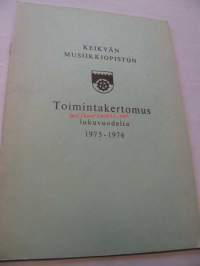 KEIKYÄN
MUSIIKKIOPISTON
Toimintakertomus
lukuvuodelta
1975-1976